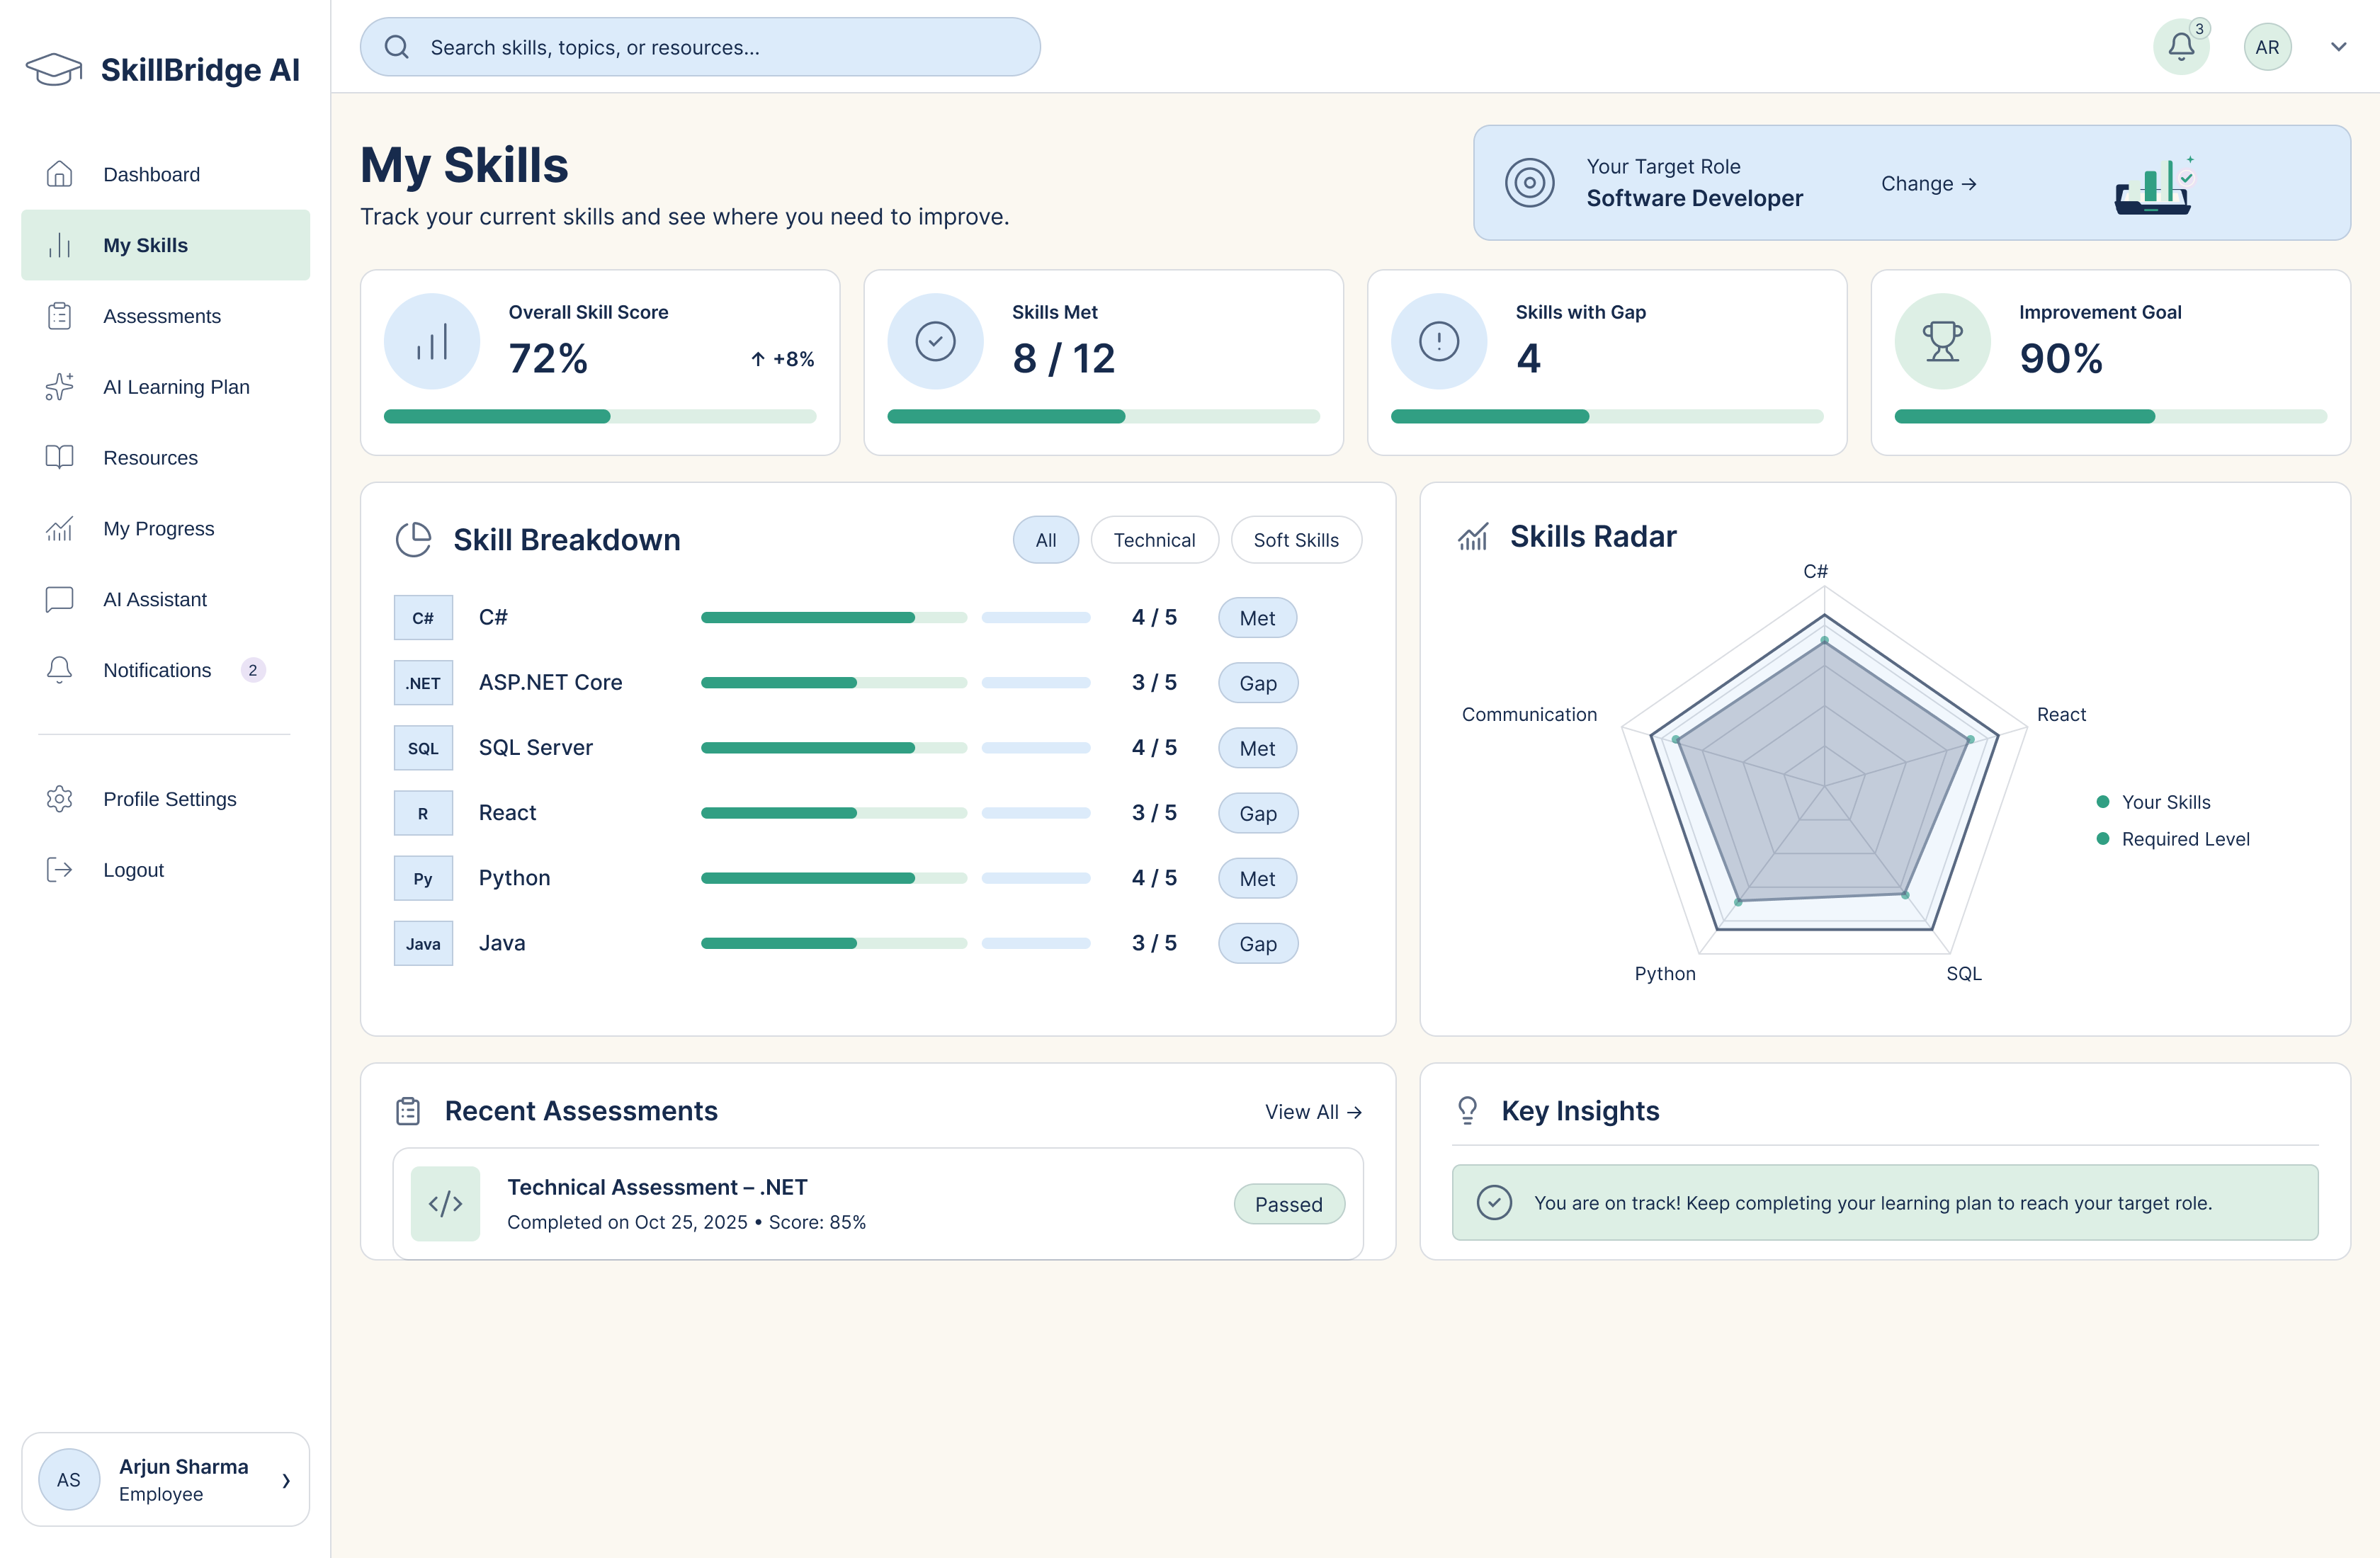 SkillBridge AI
Dashboard
My Skills
Assessments
AI Learning Plan
Resources
My Progress
AI Assistant
Notifications 2
Profile Settings
Logout
AS
Arjun Sharma
Employee
Search skills, topics, or resources...
3
AR
My Skills
Track your current skills and see where you need to improve.
Your Target Role
Software Developer
Change →
Overall Skill Score
72%
↑ +8%
Skills Met
8 / 12
Skills with Gap
4
Improvement Goal
90%
Skill Breakdown
All
Technical
Soft Skills
C# C# 4 / 5 Met
.NET ASP.NET Core 3 / 5 Gap
SQL SQL Server 4 / 5 Met
R React 3 / 5 Gap
Py Python 4 / 5 Met
Java Java 3 / 5 Gap
Skills Radar
C#
Communication
React
Your Skills
Required Level
Python
SQL
Recent Assessments
View All →
Technical Assessment – .NET
Completed on Oct 25, 2025 • Score: 85%
Passed
Key Insights
You are on track! Keep completing your learning plan to reach your target role.